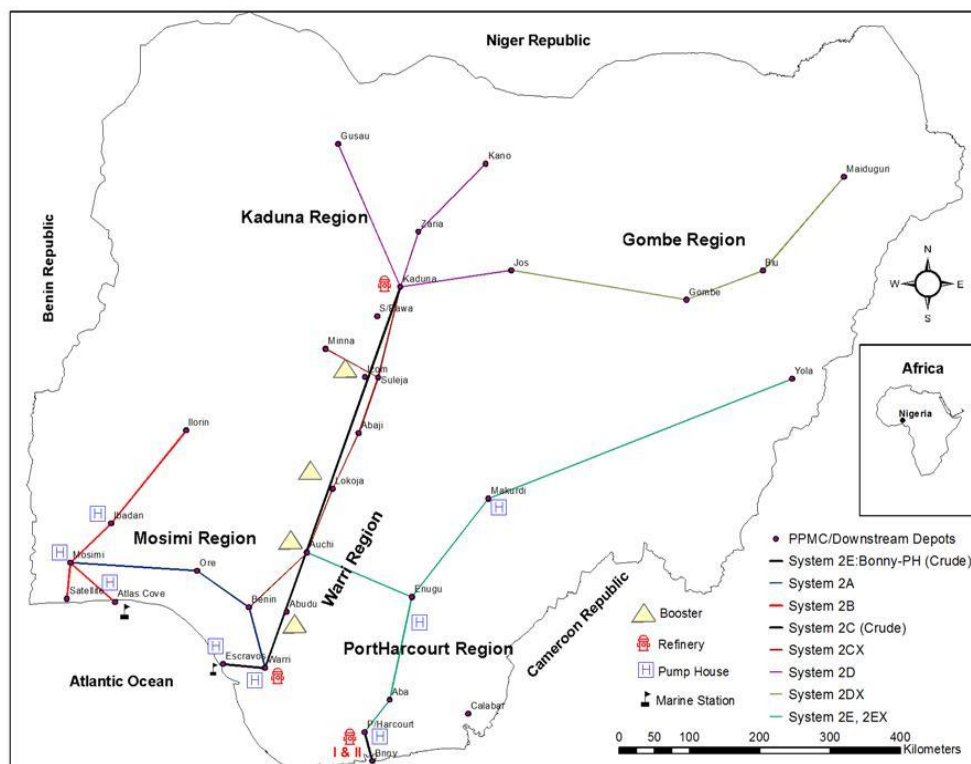 Niger Republic
Benin Republic
Gusau
Kano
Maiduguri
Kaduna Region
Zaria
Gombe Region
Jos
Biu
Kaduna
Gombe
N
W
E
S
S/Bawa
Minna
Izom
Suleja
Yola
Africa
Nigeria
Ilorin
Abaji
Lokoja
Makurdi
H
Ibadan
H
Mosimi Region
Mosimi
H
Ore
Auchi
Warri Region
Satellite
H
Atlas Cove
Benin
Abudu
Enugu
H
Cameroon Republic
PortHarcourt Region
H
Escravos
Warri
H
Atlantic Ocean
Aba
Calabar
P/Harcourt
H
I & II
Bnoy
PPMC/Downstream Depots
System 2E:Bonny-PH (Crude)
System 2A
System 2B
System 2C (Crude)
System 2CX
System 2D
System 2DX
System 2E, 2EX
Booster
Refinery
H Pump House
Marine Station
0 50 100 200 300 400
Kilometers